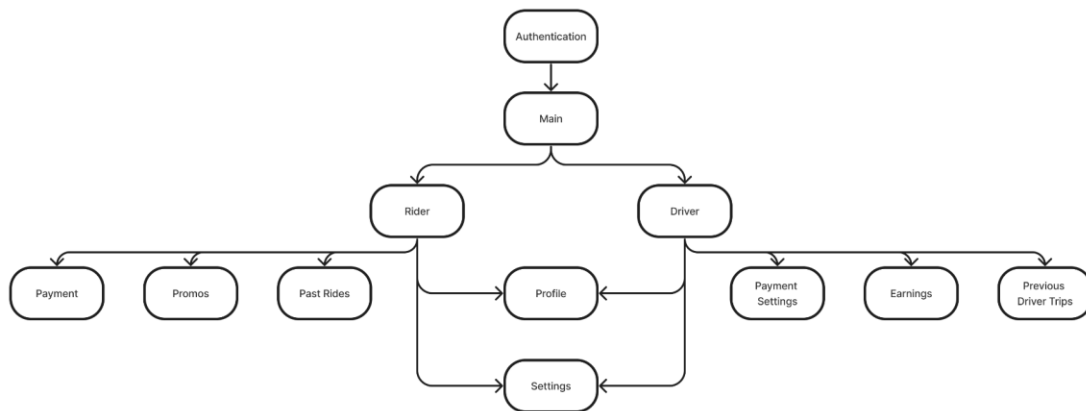 Authentication
Main
Rider
Driver
Payment
Promos
Past Rides
Profile
Payment
Settings
Earnings
Previous
Driver Trips
Settings